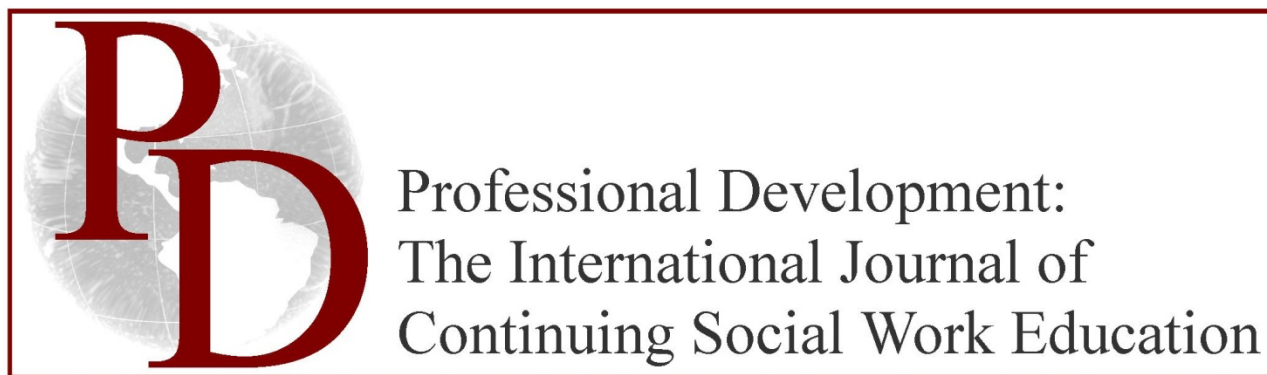 PD
Professional Development:
The International Journal of
Continuing Social Work Education